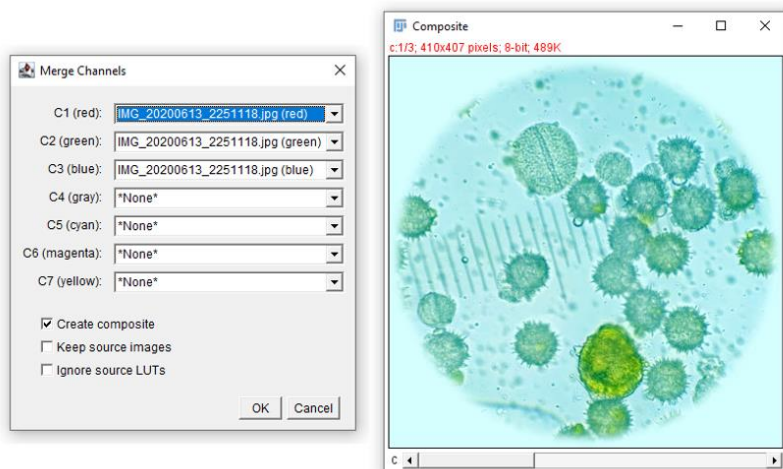 Merge Channels
C1 (red): IMG_20200613_2251118.jpg (red)
C2 (green): IMG_20200613_2251118.jpg (green)
C3 (blue): IMG_20200613_2251118.jpg (blue)
C4 (gray): *None*
C5 (cyan): *None*
C6 (magenta): *None*
C7 (yellow): *None*
Create composite
Keep source images
Ignore source LUTs
OK Cancel
Composite
c:1/3; 410x407 pixels; 8-bit; 489K
c